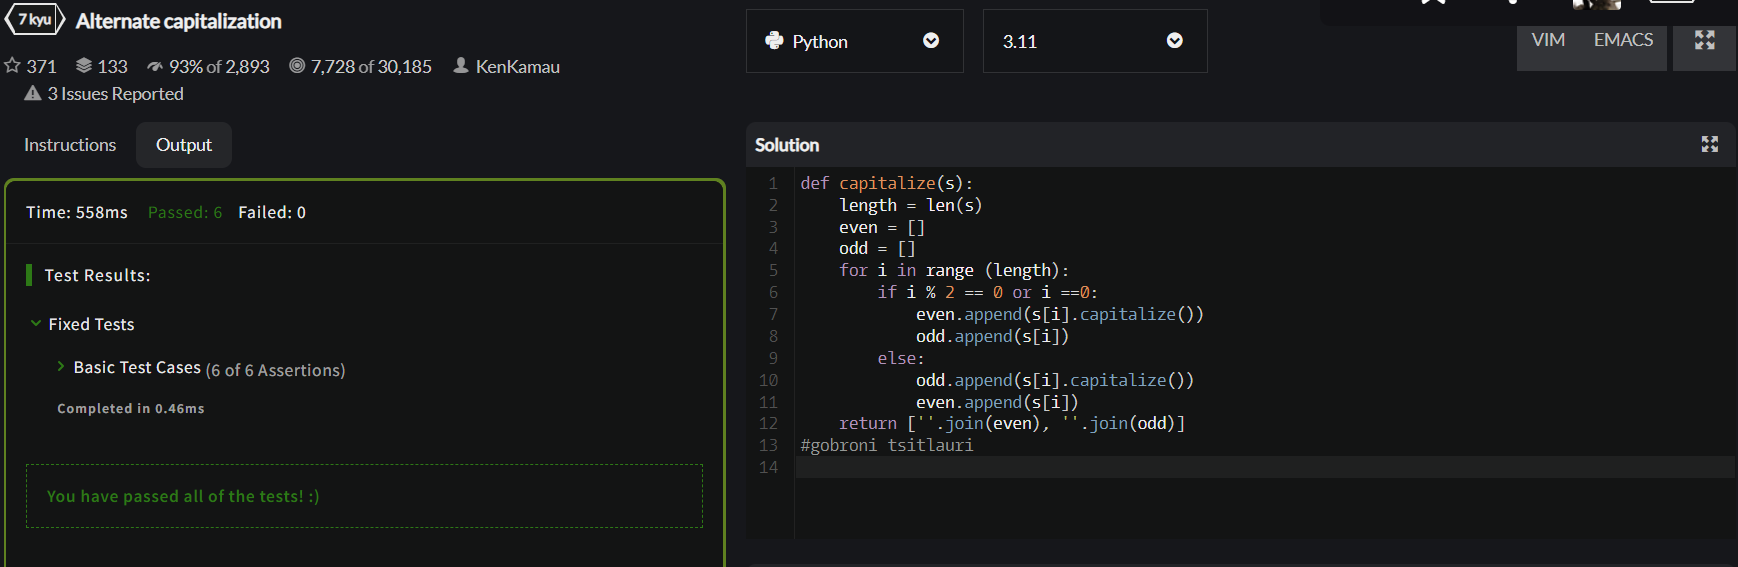 7 kyu Alternate capitalization
371 133 93% of 2,893 7,728 of 30,185 KenKamau
3 Issues Reported
Python 3.11
VIM EMACS
Instructions Output
Time: 558ms Passed: 6 Failed: 0
Test Results:
Fixed Tests
Basic Test Cases (6 of 6 Assertions)
Completed in 0.46ms
You have passed all of the tests! :)
Solution
1 def capitalize(s):
2     length = len(s)
3     even = []
4     odd = []
5     for i in range (length):
6         if i % 2 == 0 or i ==0:
7             even.append(s[i].capitalize())
8             odd.append(s[i])
9         else:
10             odd.append(s[i].capitalize())
11             even.append(s[i])
12     return [''.join(even), ''.join(odd)]
13 #gobroni tsitlauri
14